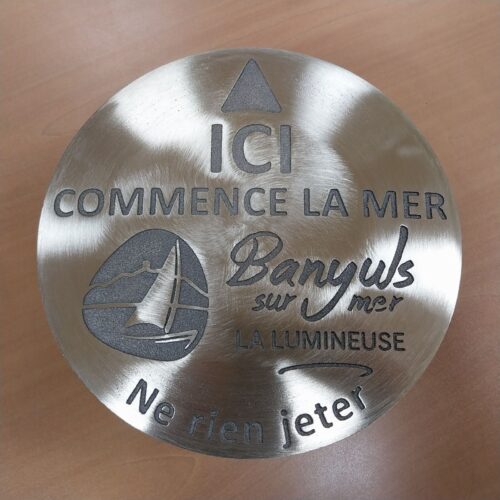 ICI
COMMENCE LA MER
Banyuls
sur mer
LA LUMINEUSE
Ne rien jeter